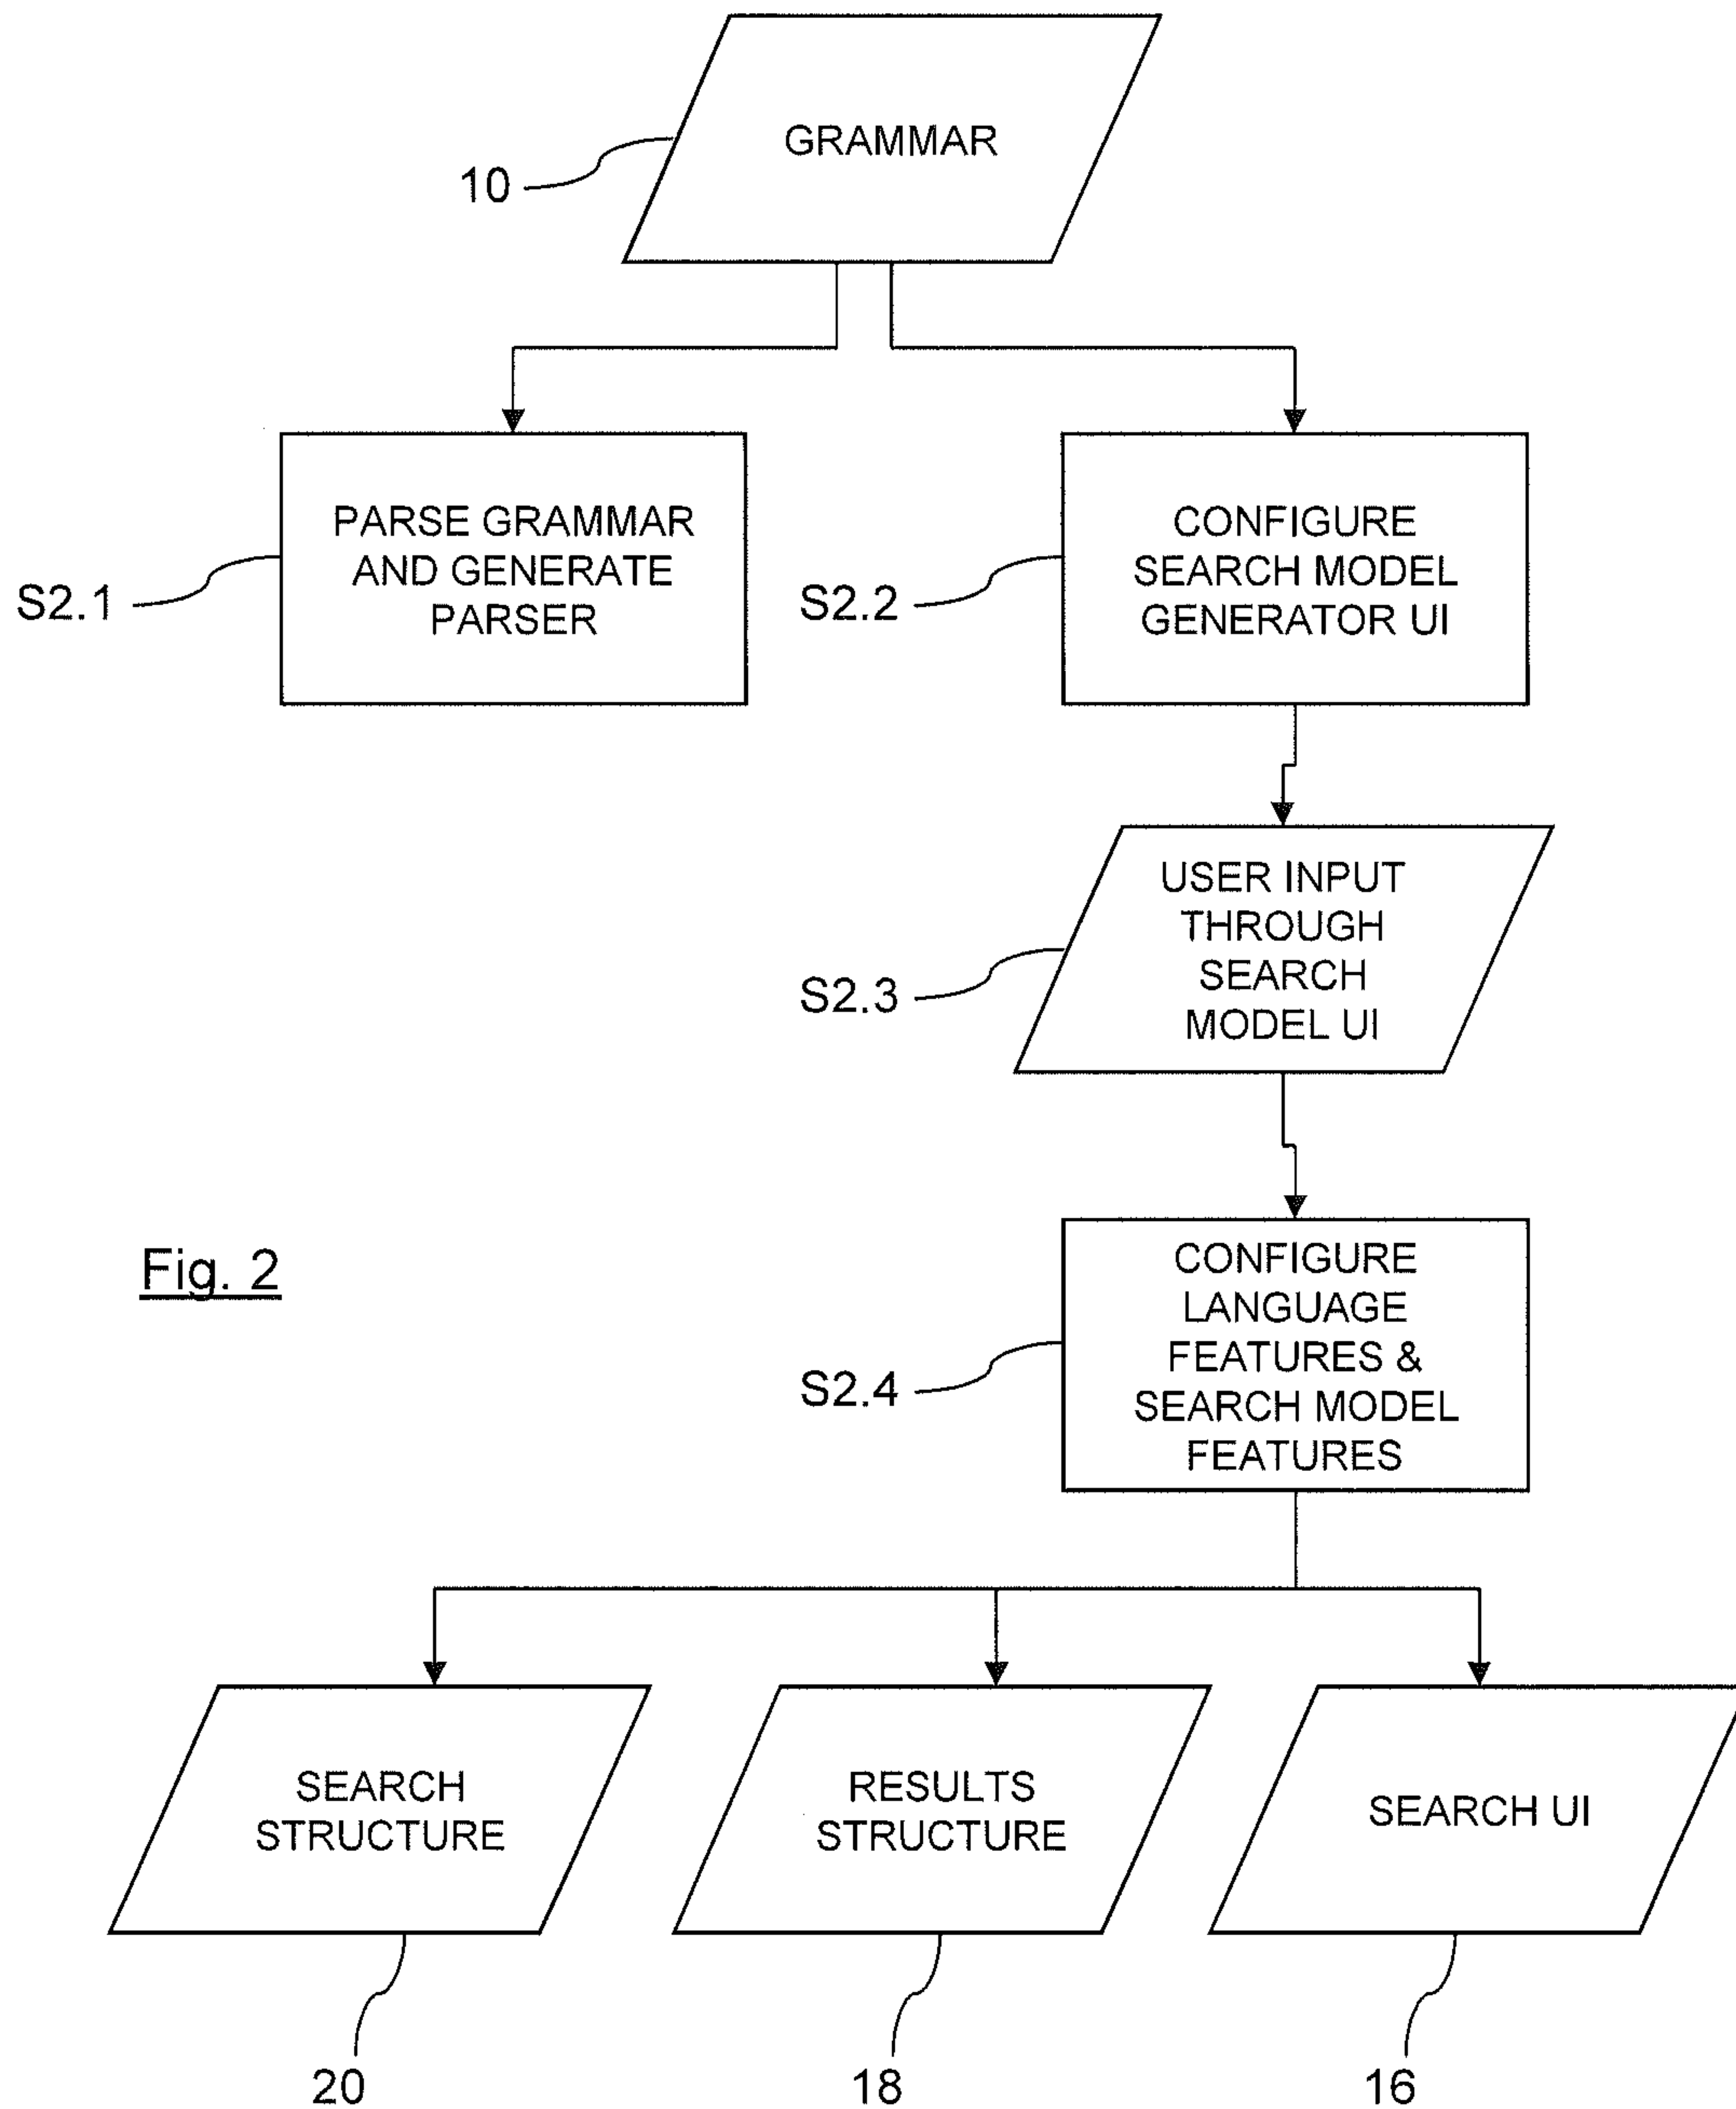 GRAMMAR
10
PARSE GRAMMAR
AND GENERATE
PARSER
S2.1
CONFIGURE
SEARCH MODEL
GENERATOR UI
S2.2
USER INPUT
THROUGH
SEARCH
MODEL UI
S2.3
CONFIGURE
LANGUAGE
FEATURES &
SEARCH MODEL
FEATURES
S2.4
Fig. 2
SEARCH
STRUCTURE
RESULTS
STRUCTURE
SEARCH UI
20
18
16